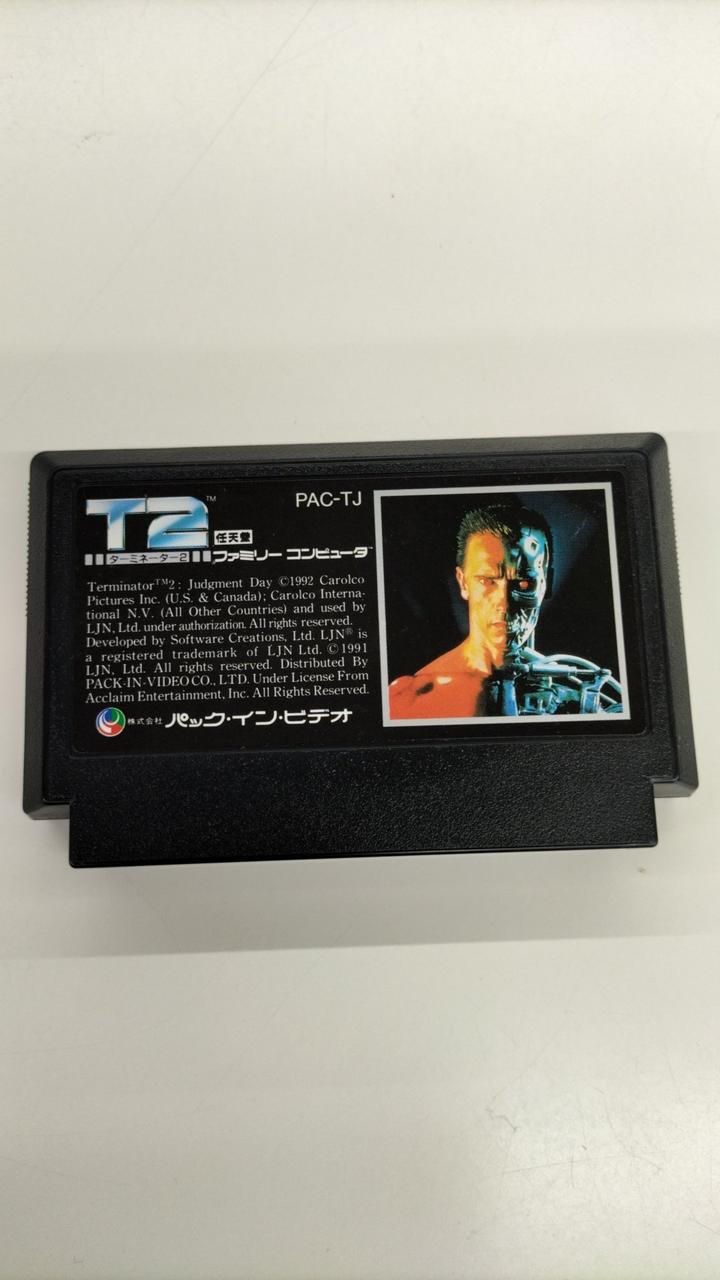 T2™
PAC-TJ
ターミネーター2
任天堂
ファミリー コンピュータ™
Terminator™2: Judgment Day ©1992 Carolco
Pictures Inc. (U.S. & Canada); Carolco Interna-
tional N.V. (All Other Countries) and used by
LJN, Ltd. under authorization. All rights reserved.
Developed by Software Creations, Ltd. LJN® is
a registered trademark of LJN Ltd. ©1991
LJN, Ltd. All rights reserved. Distributed By
PACK-IN-VIDEO CO., LTD. Under License From
Acclaim Entertainment, Inc. All Rights Reserved.
株式会社 パック・イン・ビデオ